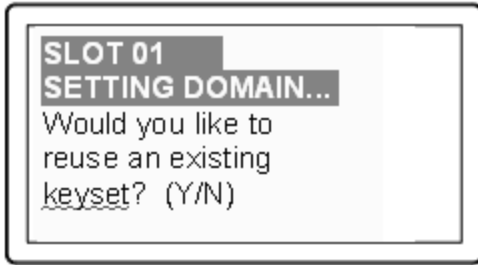 SLOT 01
SETTING DOMAIN...
Would you like to
reuse an existing
keyset? (Y/N)